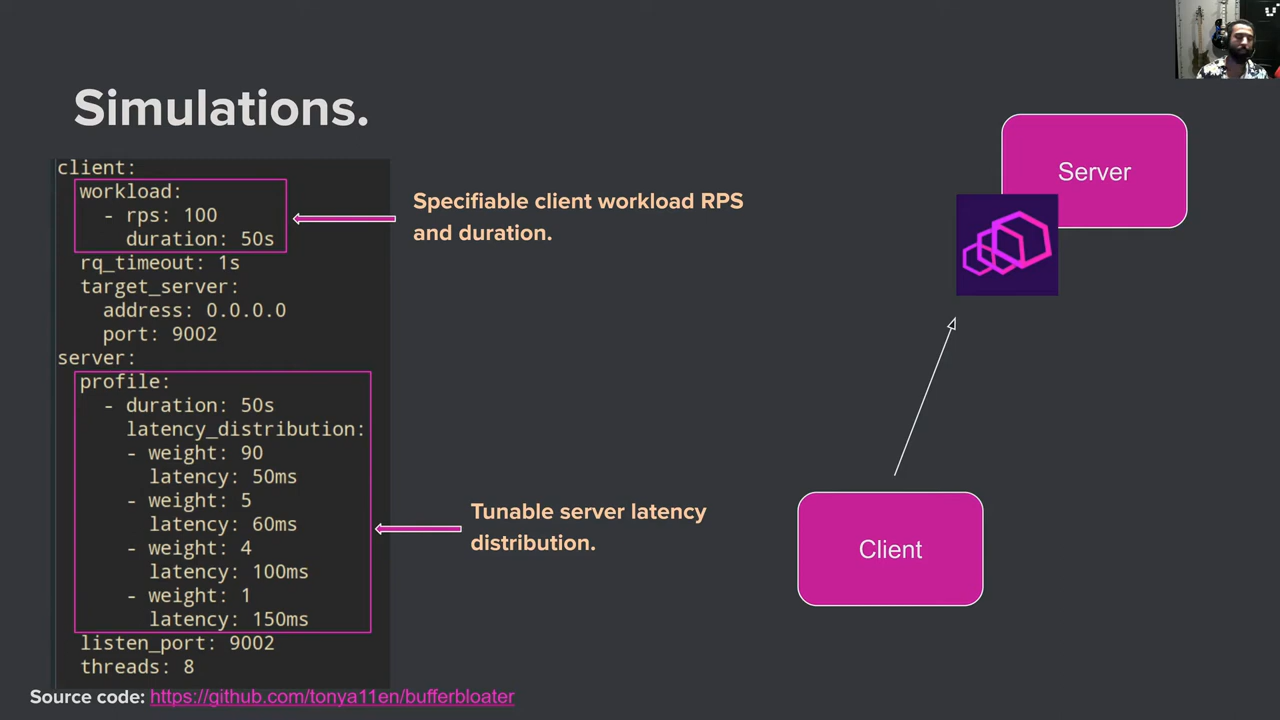 Simulations.
client:
workload:
- rps: 100
duration: 50s
rq_timeout: 1s
target_server:
address: 0.0.0.0
port: 9002
server:
profile:
- duration: 50s
latency_distribution:
- weight: 90
latency: 50ms
- weight: 5
latency: 60ms
- weight: 4
latency: 100ms
- weight: 1
latency: 150ms
listen_port: 9002
threads: 8
Specifiable client workload RPS
and duration.
Tunable server latency
distribution.
Server
Client
Source code: https://github.com/tonya11en/bufferbloater